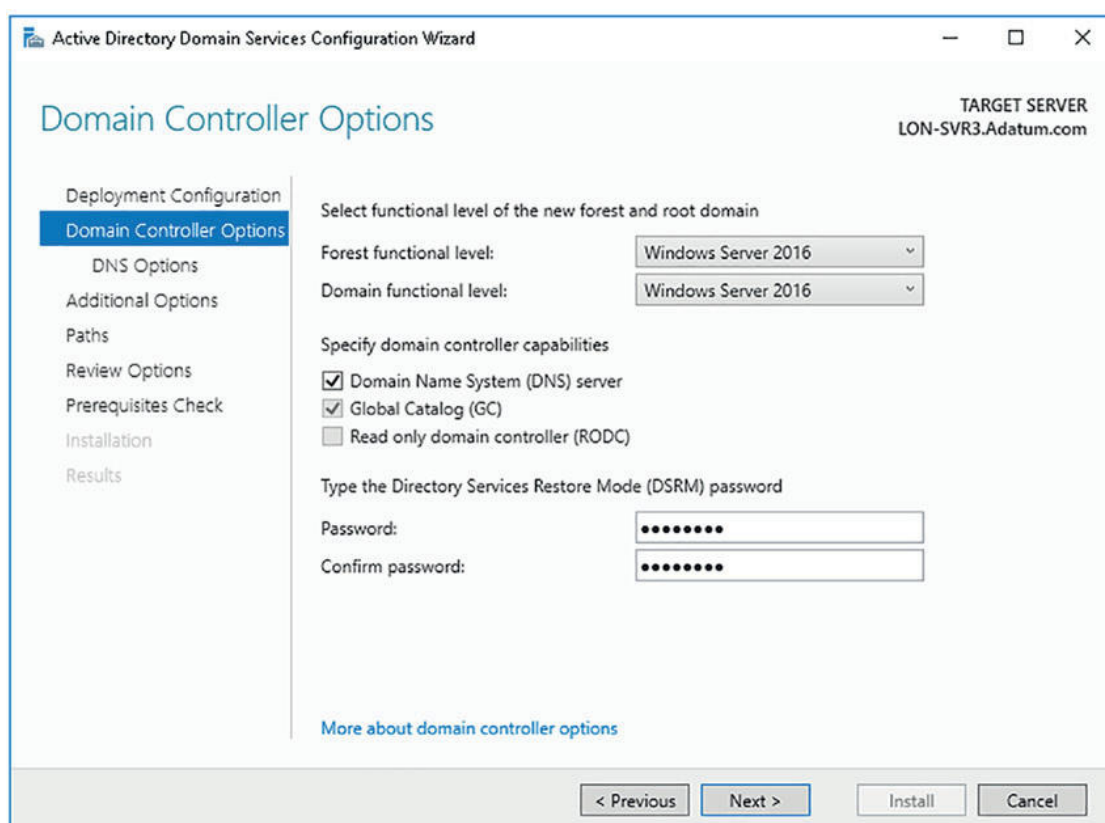 Active Directory Domain Services Configuration Wizard
Domain Controller Options
TARGET SERVER
LON-SVR3.Adatum.com
Deployment Configuration
Domain Controller Options
DNS Options
Additional Options
Paths
Review Options
Prerequisites Check
Installation
Results
Select functional level of the new forest and root domain
Forest functional level: Windows Server 2016
Domain functional level: Windows Server 2016
Specify domain controller capabilities
Domain Name System (DNS) server
Global Catalog (GC)
Read only domain controller (RODC)
Type the Directory Services Restore Mode (DSRM) password
Password: ●●●●●●●●
Confirm password: ●●●●●●●●
More about domain controller options
< Previous Next > Install Cancel